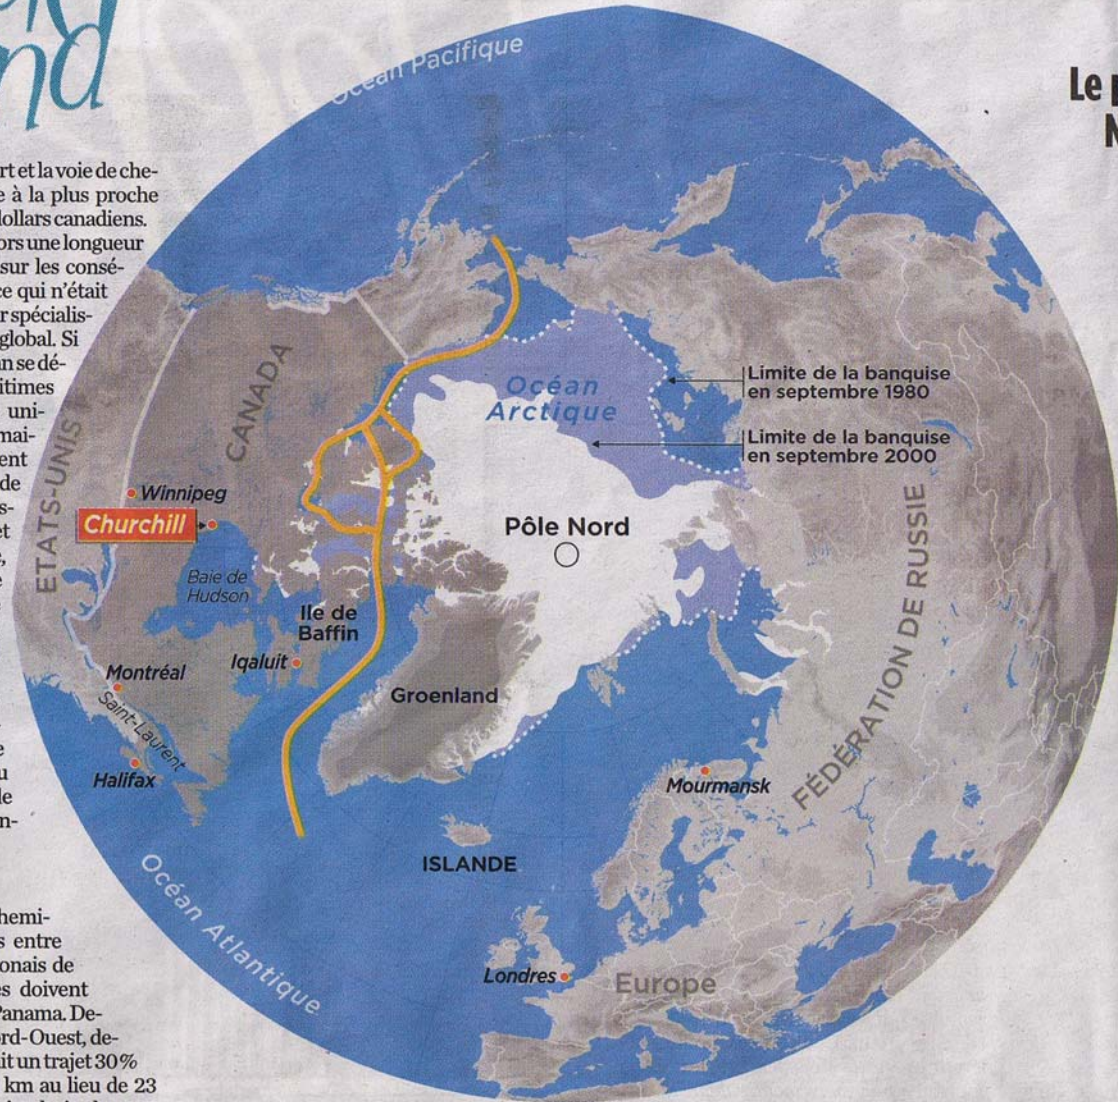 nd
Océan Pacifique
Le
rt et la voie de che-
e à la plus proche
dollars canadiens.
ors une longueur
sur les consé-
ce qui n'était
r spécialis-
global. Si
an se dé-
itimes
uni-
mai-
ent
de
s-
et
e
u
de
n-
hemi-
s entre
onais de
es doivent
Panama. De-
ord-Ouest, de-
it un trajet 30%
km au lieu de 23
Océan
Arctique
Limite de la banquise
en septembre 1980
Limite de la banquise
en septembre 2000
ETATS-UNIS
CANADA
Winnipeg
Churchill
Pôle Nord
Baie de
Hudson
Ile de
Baffin
Iqaluit
Montréal
Saint-Laurent
Groenland
Halifax
Mourmansk
FÉDÉRATION DE RUSSIE
ISLANDE
Océan Atlantique
Londres
Europe